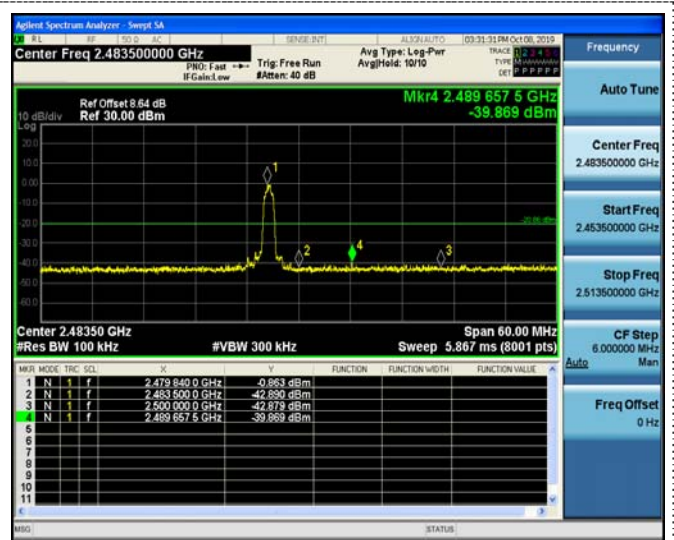 Agilent Spectrum Analyzer - Swept SA
RL RF 50 Ω AC SENSE:INT ALIGN AUTO 03:31:31 PM Oct 08, 2019
Center Freq 2.483500000 GHz
PNO: Fast Trig: Free Run Avg Type: Log-Pwr TRACE 1 2 3 4 5 6
IFGain:Low #Atten: 40 dB Avg|Hold: 10/10 TYPE M
DET P P P P P P
Mkr4 2.489 657 5 GHz
-39.869 dBm
Ref Offset 8.64 dB
10 dB/div Ref 30.00 dBm
Log
20.0
10.0
0.00
-10.0
-20.0
-30.0
-40.0
-50.0
-60.0
1
2
4
3
Center 2.48350 GHz Span 60.00 MHz
#Res BW 100 kHz #VBW 300 kHz Sweep 5.867 ms (8001 pts)
MKR MODE TRC SCL X Y FUNCTION FUNCTION WIDTH FUNCTION VALUE
1 N 1 f 2.479 840 0 GHz -0.863 dBm
2 N 1 f 2.483 500 0 GHz -42.890 dBm
3 N 1 f 2.500 000 0 GHz -42.879 dBm
4 N 1 f 2.489 657 5 GHz -39.869 dBm
5
6
7
8
9
10
11
MSG STATUS
Frequency
Auto Tune
Center Freq
2.483500000 GHz
Start Freq
2.453500000 GHz
Stop Freq
2.513500000 GHz
CF Step
6.000000 MHz
Auto Man
Freq Offset
0 Hz